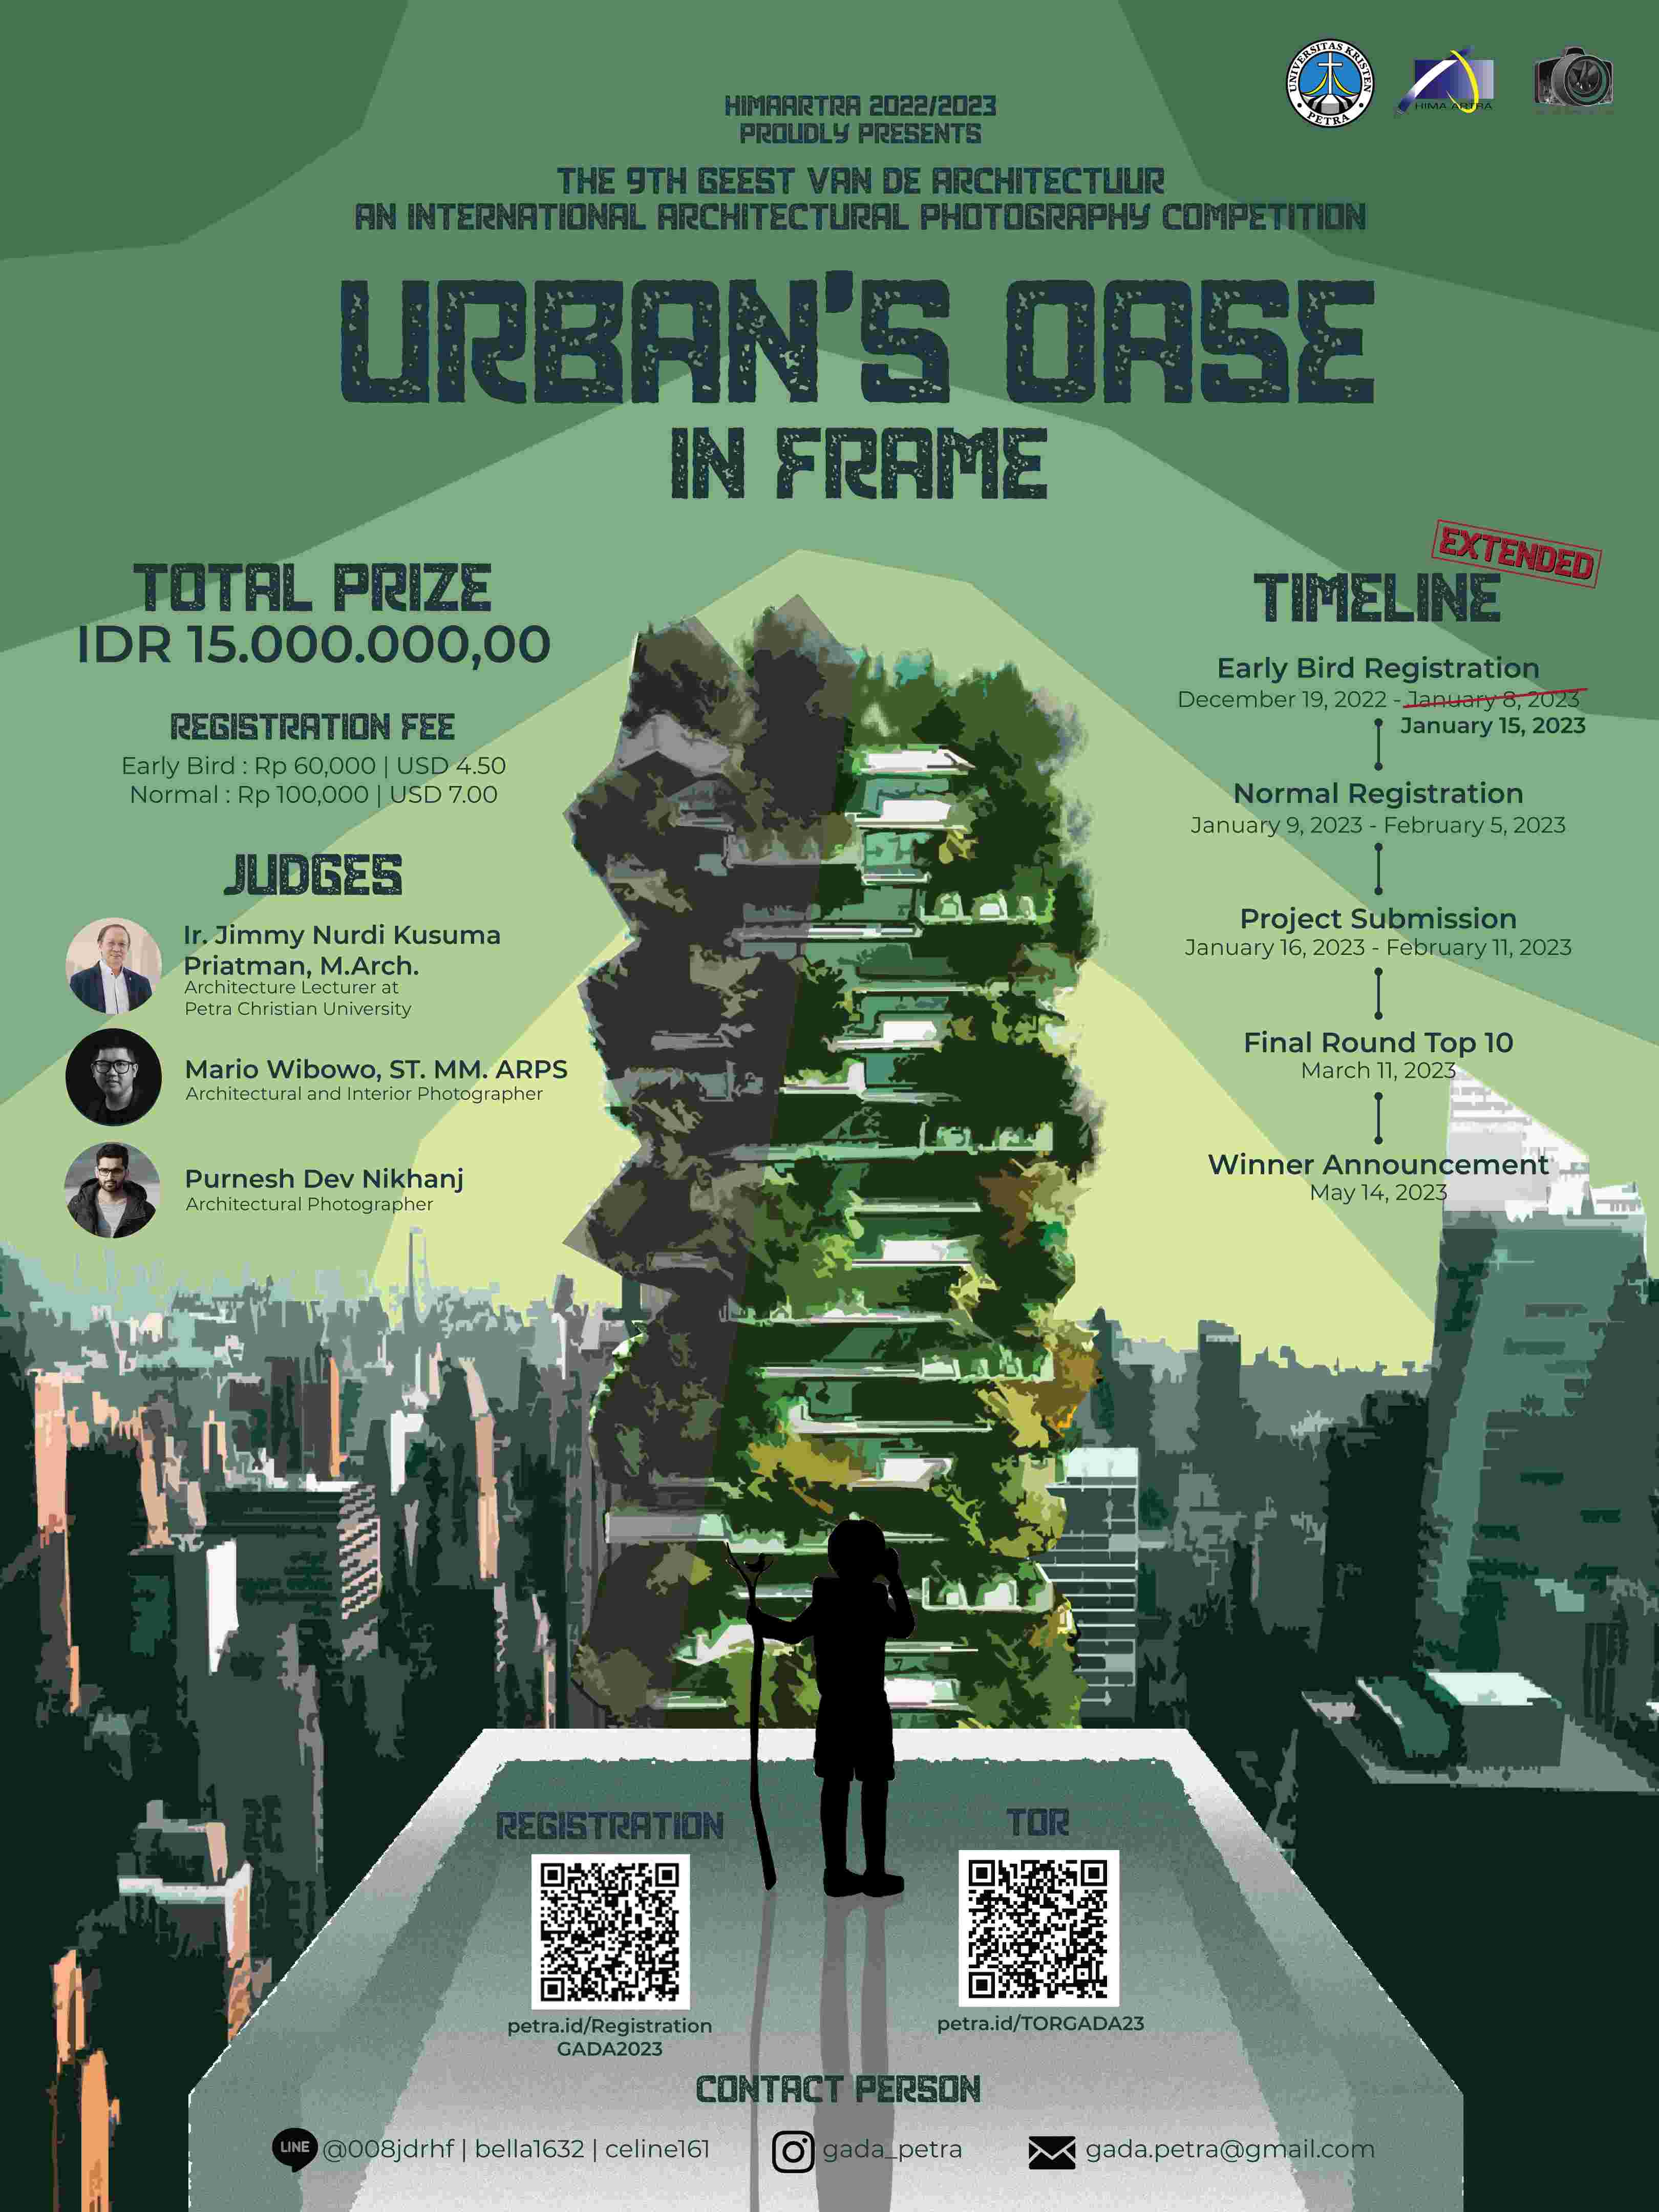 UNIVERSITAS KRISTEN
PETRA
HIMA ARTRA
HIMAARTRA 2022/2023
PROUDLY PRESENTS
THE 9TH GEEST VAN DE ARCHITECTUUR
AN INTERNATIONAL ARCHITECTURAL PHOTOGRAPHY COMPETITION
URBAN'S OASE
IN FRAME
TOTAL PRIZE
IDR 15.000.000,00
REGISTRATION FEE
Early Bird : Rp 60,000 | USD 4.50
Normal : Rp 100,000 | USD 7.00
JUDGES
Ir. Jimmy Nurdi Kusuma
Priatman, M.Arch.
Architecture Lecturer at
Petra Christian University
Mario Wibowo, ST. MM. ARPS
Architectural and Interior Photographer
Purnesh Dev Nikhanj
Architectural Photographer
EXTENDED
TIMELINE
Early Bird Registration
December 19, 2022 - January 8, 2023
January 15, 2023
Normal Registration
January 9, 2023 - February 5, 2023
Project Submission
January 16, 2023 - February 11, 2023
Final Round Top 10
March 11, 2023
Winner Announcement
May 14, 2023
REGISTRATION
petra.id/Registration
GADA2023
TOR
petra.id/TORGADA23
CONTACT PERSON
LINE @008jdrhf | bella1632 | celine161
gada_petra
gada.petra@gmail.com